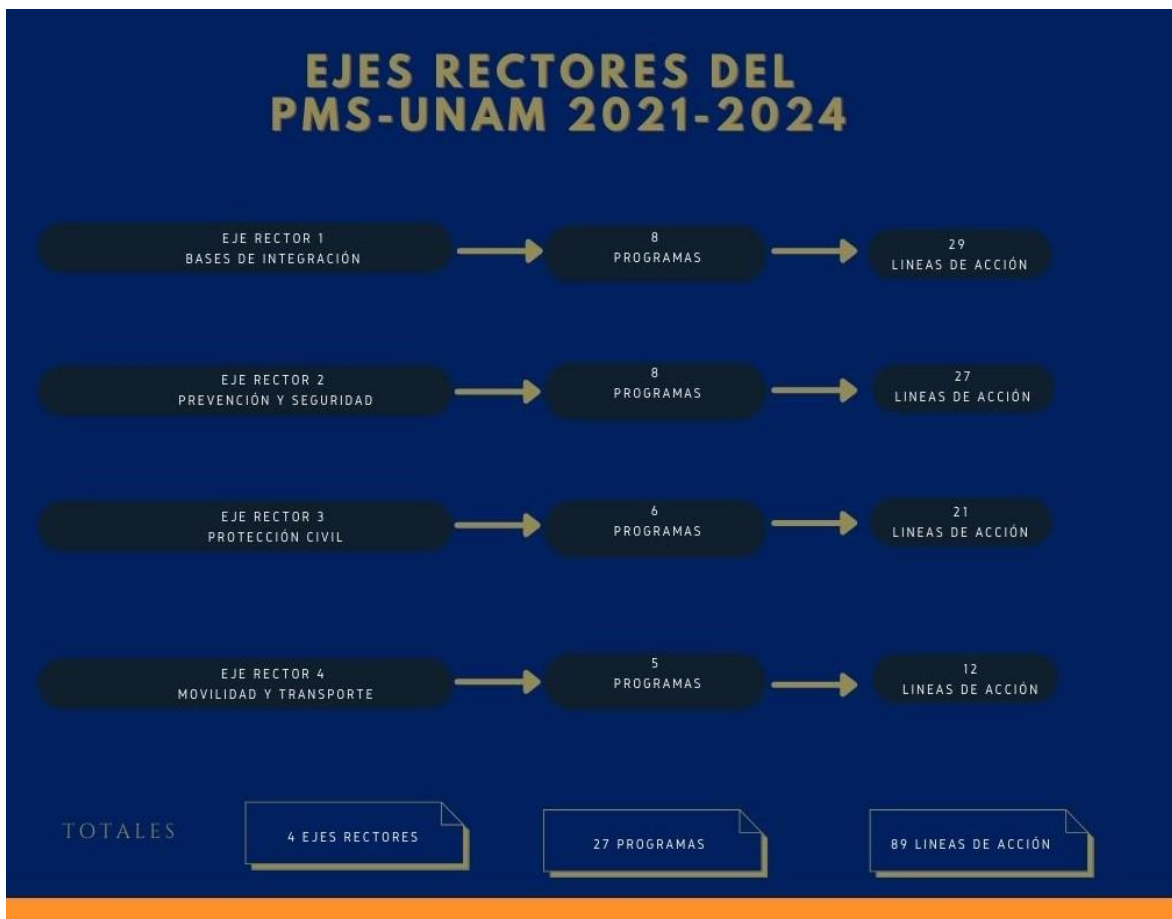 EJES RECTORES DEL
PMS-UNAM 2021-2024
EJE RECTOR 1
BASES DE INTEGRACIÓN
8
PROGRAMAS
29
LINEAS DE ACCIÓN
EJE RECTOR 2
PREVENCIÓN Y SEGURIDAD
8
PROGRAMAS
27
LINEAS DE ACCIÓN
EJE RECTOR 3
PROTECCIÓN CIVIL
6
PROGRAMAS
21
LINEAS DE ACCIÓN
EJE RECTOR 4
MOVILIDAD Y TRANSPORTE
5
PROGRAMAS
12
LINEAS DE ACCIÓN
TOTALES
4 EJES RECTORES
27 PROGRAMAS
89 LINEAS DE ACCIÓN